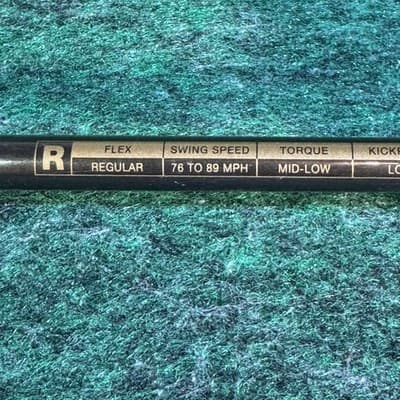 R
FLEX SWING SPEED TORQUE
REGULAR 76 TO 89 MPH MID-LOW